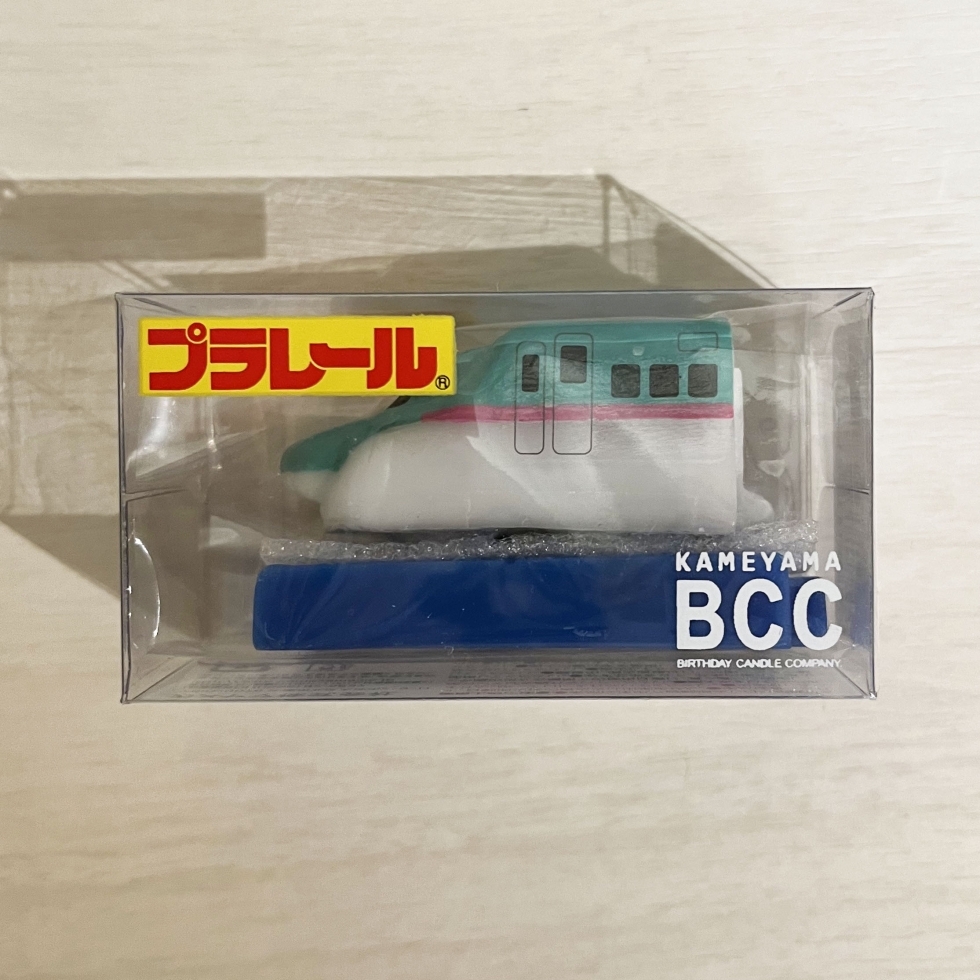 プラレール®
KAMEYAMA
BCC
BIRTHDAY CANDLE COMPANY